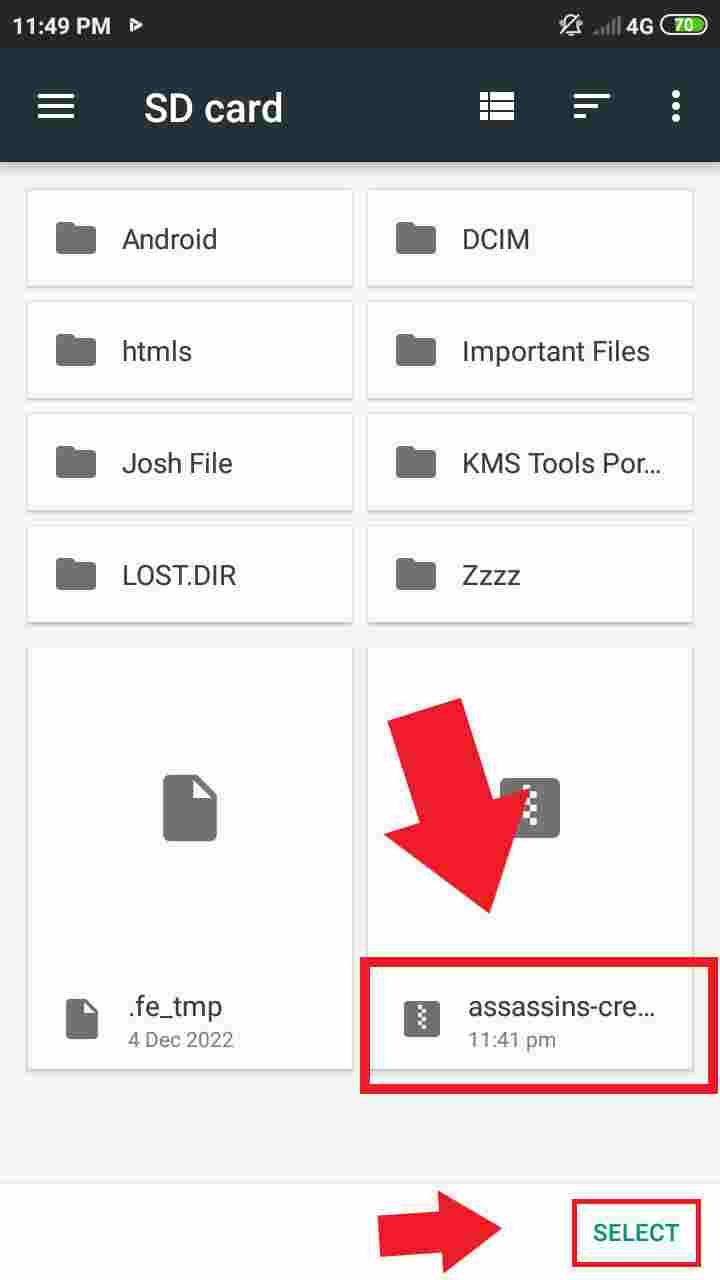 11:49 PM 4G 70
SD card
Android
DCIM
htmls
Important Files
Josh File
KMS Tools Por...
LOST.DIR
Zzzz
.fe_tmp
4 Dec 2022
assassins-cre...
11:41 pm
SELECT